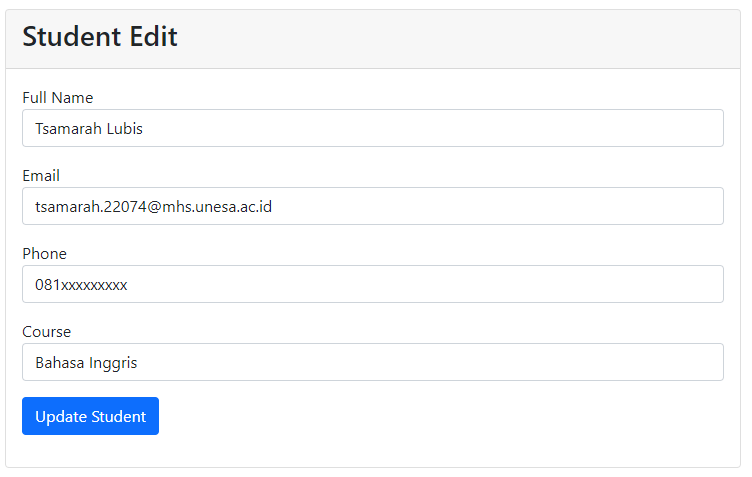 Student Edit
Full Name
Tsamarah Lubis
Email
tsamarah.22074@mhs.unesa.ac.id
Phone
081xxxxxxxxx
Course
Bahasa Inggris
Update Student